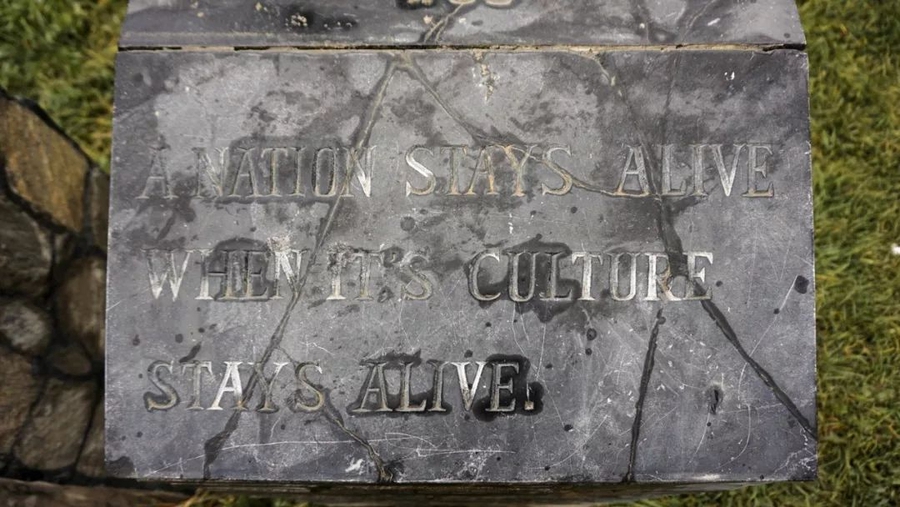 A NATION STAYS ALIVE
WHEN IT'S CULTURE
STAYS ALIVE.